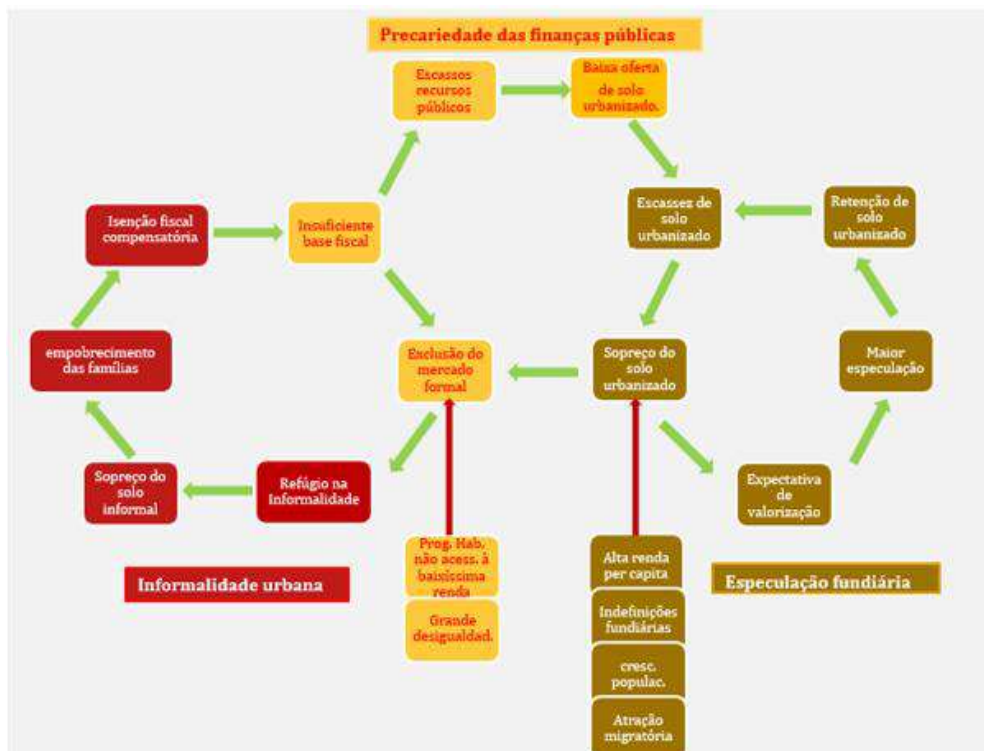 Precariedade das finanças públicas
Escassos
recursos
públicos
Baixa oferta
de solo
urbanizado.
Isenção fiscal
compensatória
Insuficiente
base fiscal
Escassez de
solo
urbanizado
Retenção de
solo
urbanizado
empobrecimento
das famílias
Exclusão do
mercado
formal
Sopreço do
solo
urbanizado
Maior
especulação
Sopreço do
solo
informal
Refúgio na
Informalidade
Expectativa
de
valorização
Prog. Hab.
não acess. à
baixíssima
renda
Grande
desigualdad.
Alta renda
per capita
Indefinições
fundiárias
cresc.
populac.
Atração
migratória
Informalidade urbana
Especulação fundiária